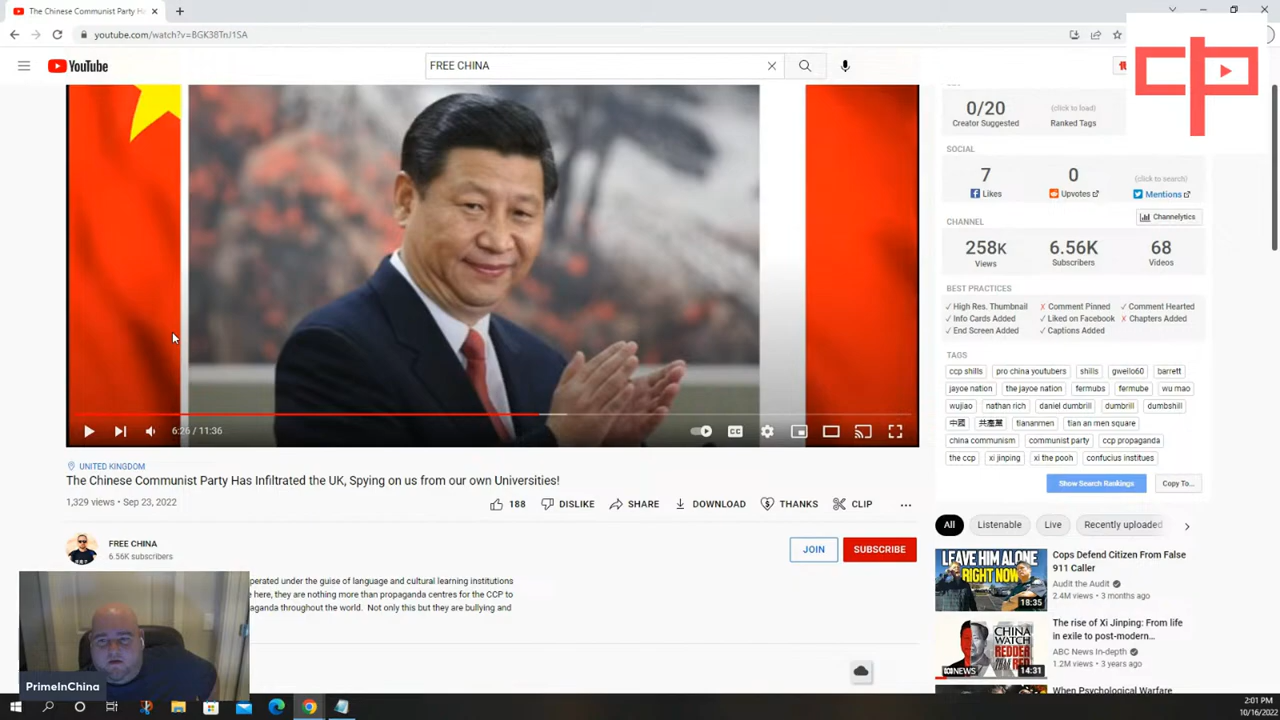 The Chinese Communist Party Ha
youtube.com/watch?v=BGK38TnJ1SA
YouTube
FREE CHINA
0/20
Creator Suggested
(click to load)
Ranked Tags
SOCIAL
7
Likes
0
Upvotes
(click to search)
Mentions
Channelytics
CHANNEL
258K
Views
6.56K
Subscribers
68
Videos
BEST PRACTICES
✓ High Res. Thumbnail ✗ Comment Pinned ✓ Comment Hearted
✓ Info Cards Added ✓ Liked on Facebook ✗ Chapters Added
✓ End Screen Added ✓ Captions Added
TAGS
ccp shills pro china youtubers shills gweilo60 barrett
jayoe nation the jayoe nation fermubs fermube wu mao
wujiao nathan rich daniel dumbrill dumbrill dumbshill
中國 共產黨 tiananmen tian an men square
china communism communist party ccp propaganda
the ccp xi jinping xi the pooh confucius institues
Show Search Rankings Copy To...
6:26 / 11:36
CC
UNITED KINGDOM
The Chinese Communist Party Has Infiltrated the UK, Spying on us from our own Universities!
1,329 views • Sep 23, 2022
188 DISLIKE SHARE DOWNLOAD THANKS CLIP ...
FREE CHINA
6.56K subscribers
JOIN SUBSCRIBE
perated under the guise of language and cultural learning institutions
here, they are nothing more than propaganda centres for the CCP to
aganda throughout the world. Not only this but they are bullying and
All Listenable Live Recently uploaded
LEAVE HIM ALONE
RIGHT NOW
18:35
Cops Defend Citizen From False
911 Caller
Audit the Audit
2.4M views • 3 months ago
CHINA
WATCH
REDDER
THAN RED
NEWS
14:31
The rise of Xi Jinping: From life
in exile to post-modern...
ABC News In-depth
1.2M views • 3 years ago
When Psychological Warfare
PrimeInChina
2:01 PM
10/16/2022